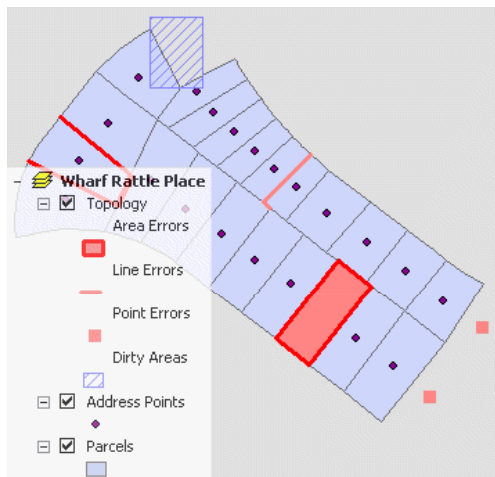 Wharf Rattle Place
Topology
Area Errors
Line Errors
Point Errors
Dirty Areas
Address Points
Parcels